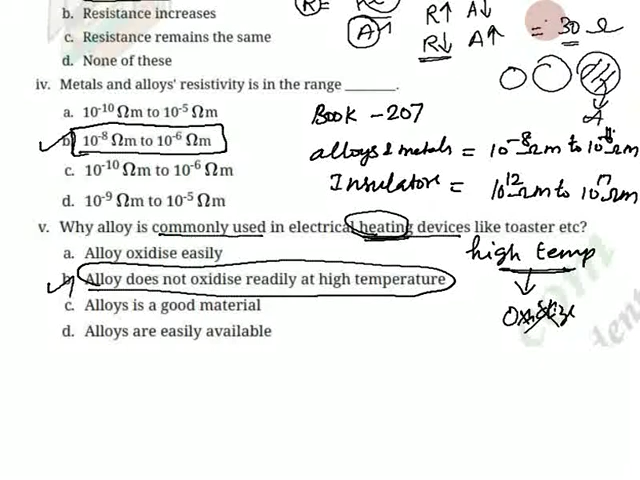 b. Resistance increases
R↑ A↓
= 30 Ω
c. Resistance remains the same
R↓ A↑
d. None of these
A
iv. Metals and alloys' resistivity is in the range ________.
a. 10⁻¹⁰ Ωm to 10⁻⁵ Ωm
Book - 207
b. 10⁻⁸ Ωm to 10⁻⁶ Ωm
alloys & metals = 10⁻⁸ Ωm to 10⁻⁶ Ωm
c. 10⁻¹⁰ Ωm to 10⁻⁶ Ωm
Insulators = 10¹² Ωm to 10¹⁷ Ωm
d. 10⁻⁹ Ωm to 10⁻⁵ Ωm
v. Why alloy is commonly used in electrical heating devices like toaster etc?
a. Alloy oxidise easily
high temp
b. Alloy does not oxidise readily at high temperature
c. Alloys is a good material
Oxidize
d. Alloys are easily available